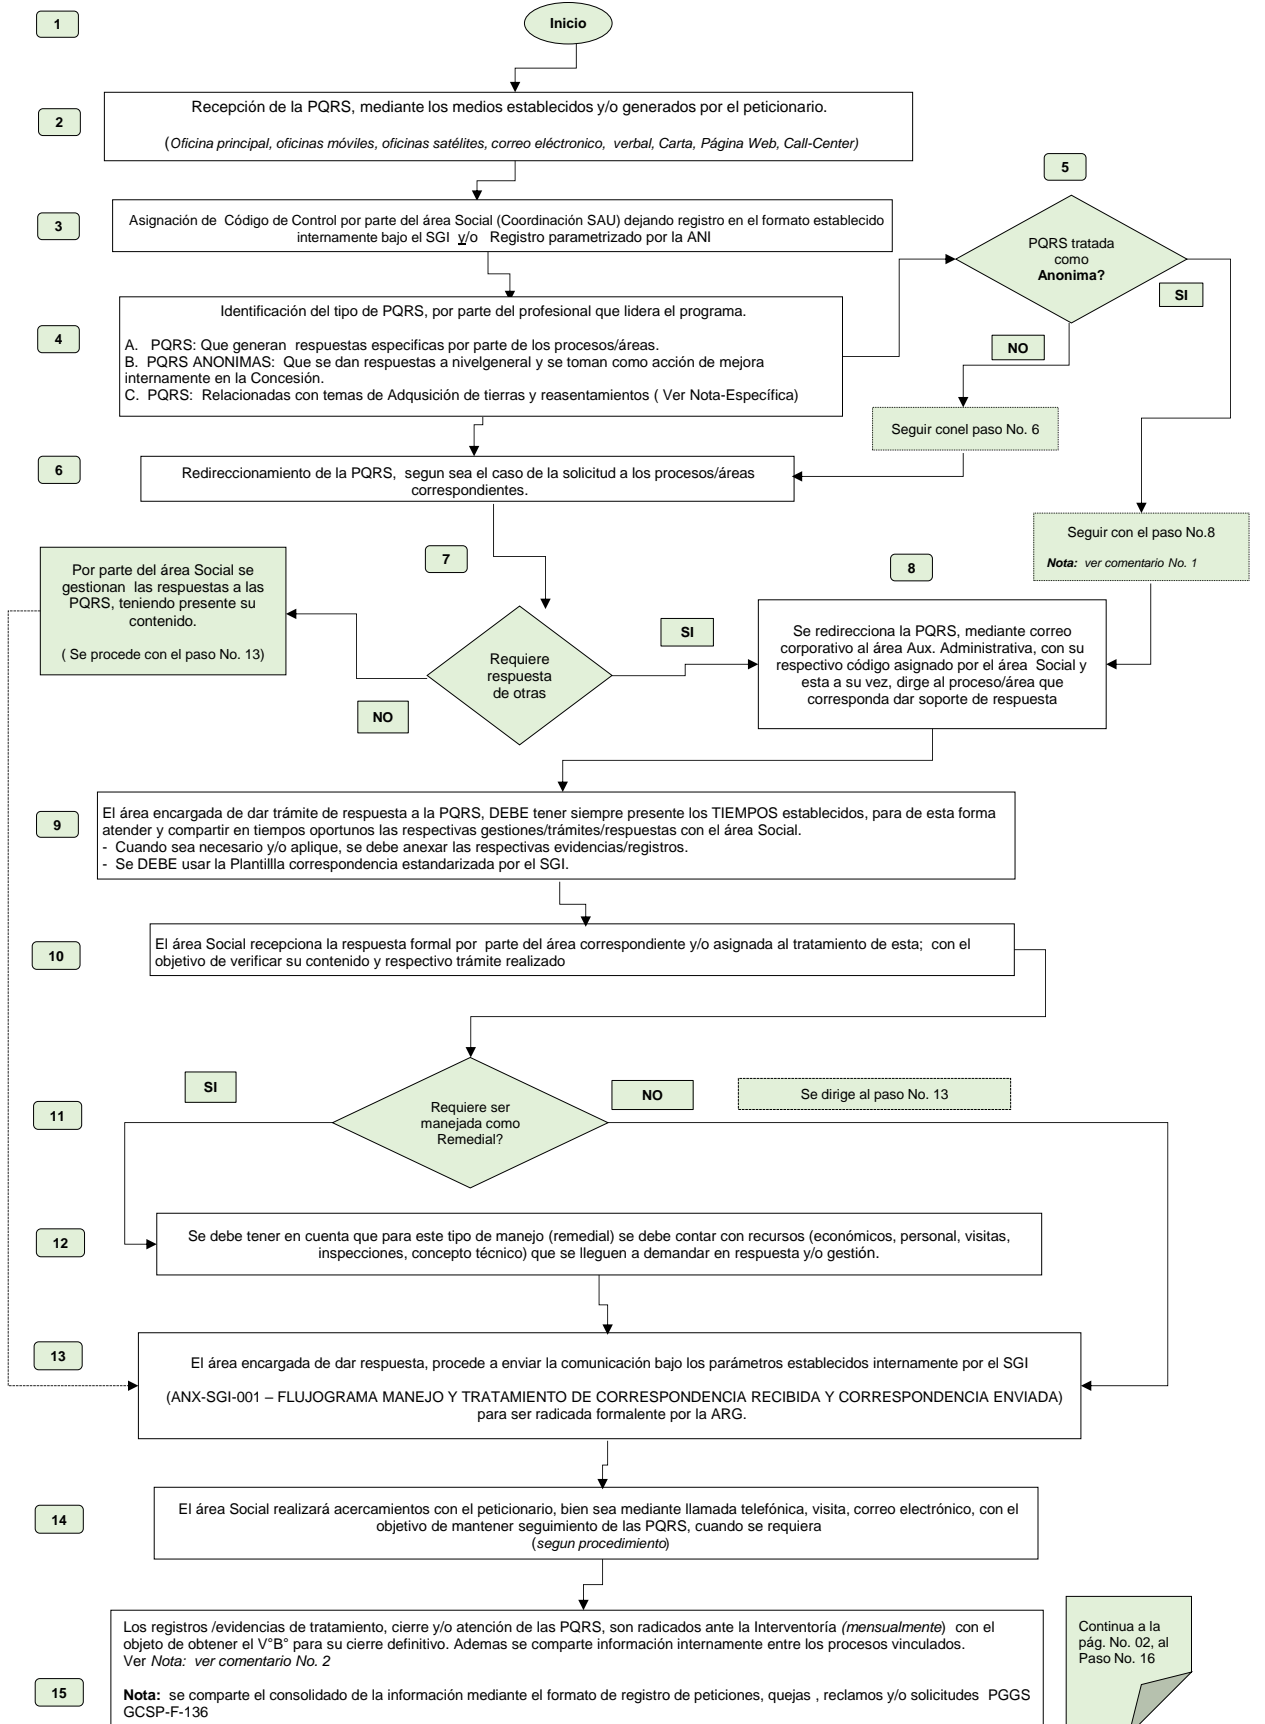 1
Inicio
2
Recepción de la PQRS, mediante los medios establecidos y/o generados por el peticionario.
(Oficina principal, oficinas móviles, oficinas satélites, correo eléctronico, verbal, Carta, Página Web, Call-Center)
5
3
Asignación de Código de Control por parte del área Social (Coordinación SAU) dejando registro en el formato establecido
internamente bajo el SGI y/o Registro parametrizado por la ANI
PQRS tratada
como
Anonima?
SI
NO
4
Identificación del tipo de PQRS, por parte del profesional que lidera el programa.
A. PQRS: Que generan respuestas especificas por parte de los procesos/áreas.
B. PQRS ANONIMAS: Que se dan respuestas a nivelgeneral y se toman como acción de mejora
internamente en la Concesión.
C. PQRS: Relacionadas con temas de Adqusición de tierras y reasentamientos ( Ver Nota-Específica)
Seguir conel paso No. 6
6
Redireccionamiento de la PQRS, segun sea el caso de la solicitud a los procesos/áreas
correspondientes.
Seguir con el paso No.8
Nota: ver comentario No. 1
7
8
Por parte del área Social se
gestionan las respuestas a las
PQRS, teniendo presente su
contenido.
( Se procede con el paso No. 13)
SI
Requiere
respuesta
de otras
NO
Se redirecciona la PQRS, mediante correo
corporativo al área Aux. Administrativa, con su
respectivo código asignado por el área Social y
esta a su vez, dirge al proceso/área que
corresponda dar soporte de respuesta
9
El área encargada de dar trámite de respuesta a la PQRS, DEBE tener siempre presente los TIEMPOS establecidos, para de esta forma
atender y compartir en tiempos oportunos las respectivas gestiones/trámites/respuestas con el área Social.
- Cuando sea necesario y/o aplique, se debe anexar las respectivas evidencias/registros.
- Se DEBE usar la Plantillla correspondencia estandarizada por el SGI.
10
El área Social recepciona la respuesta formal por parte del área correspondiente y/o asignada al tratamiento de esta; con el
objetivo de verificar su contenido y respectivo trámite realizado
SI
NO
Se dirige al paso No. 13
11
Requiere ser
manejada como
Remedial?
12
Se debe tener en cuenta que para este tipo de manejo (remedial) se debe contar con recursos (económicos, personal, visitas,
inspecciones, concepto técnico) que se lleguen a demandar en respuesta y/o gestión.
13
El área encargada de dar respuesta, procede a enviar la comunicación bajo los parámetros establecidos internamente por el SGI
(ANX-SGI-001 – FLUJOGRAMA MANEJO Y TRATAMIENTO DE CORRESPONDENCIA RECIBIDA Y CORRESPONDENCIA ENVIADA)
para ser radicada formalente por la ARG.
14
El área Social realizará acercamientos con el peticionario, bien sea mediante llamada telefónica, visita, correo electrónico, con el
objetivo de mantener seguimiento de las PQRS, cuando se requiera
(segun procedimiento)
15
Los registros /evidencias de tratamiento, cierre y/o atención de las PQRS, son radicados ante la Interventoría (mensualmente) con el
objeto de obtener el V°B° para su cierre definitivo. Ademas se comparte información internamente entre los procesos vinculados.
Ver Nota: ver comentario No. 2
Nota: se comparte el consolidado de la información mediante el formato de registro de peticiones, quejas , reclamos y/o solicitudes PGGS
GCSP-F-136
Continua a la
pág. No. 02, al
Paso No. 16